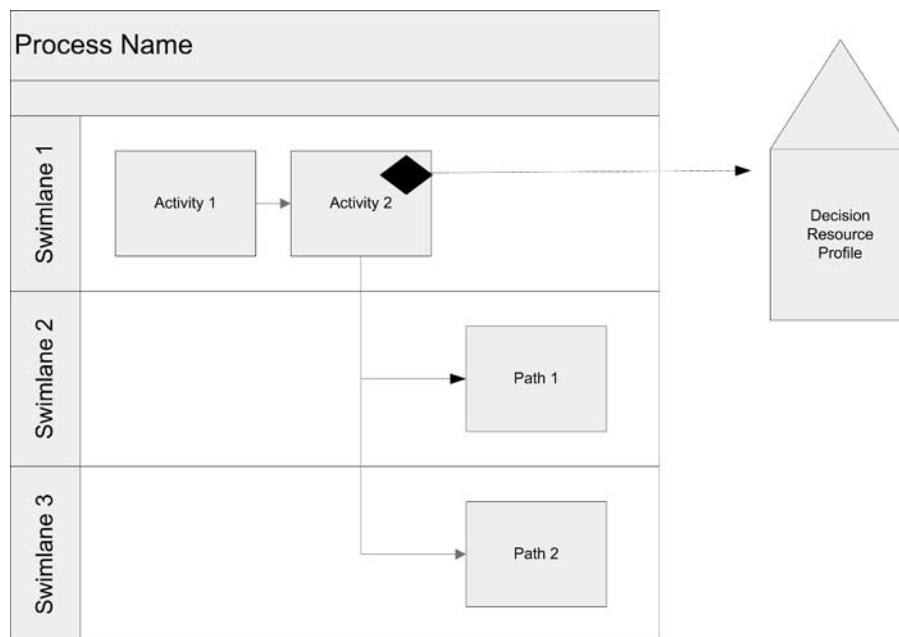 Process Name
Swimlane 1
Activity 1
Activity 2
Decision
Resource
Profile
Swimlane 2
Path 1
Swimlane 3
Path 2